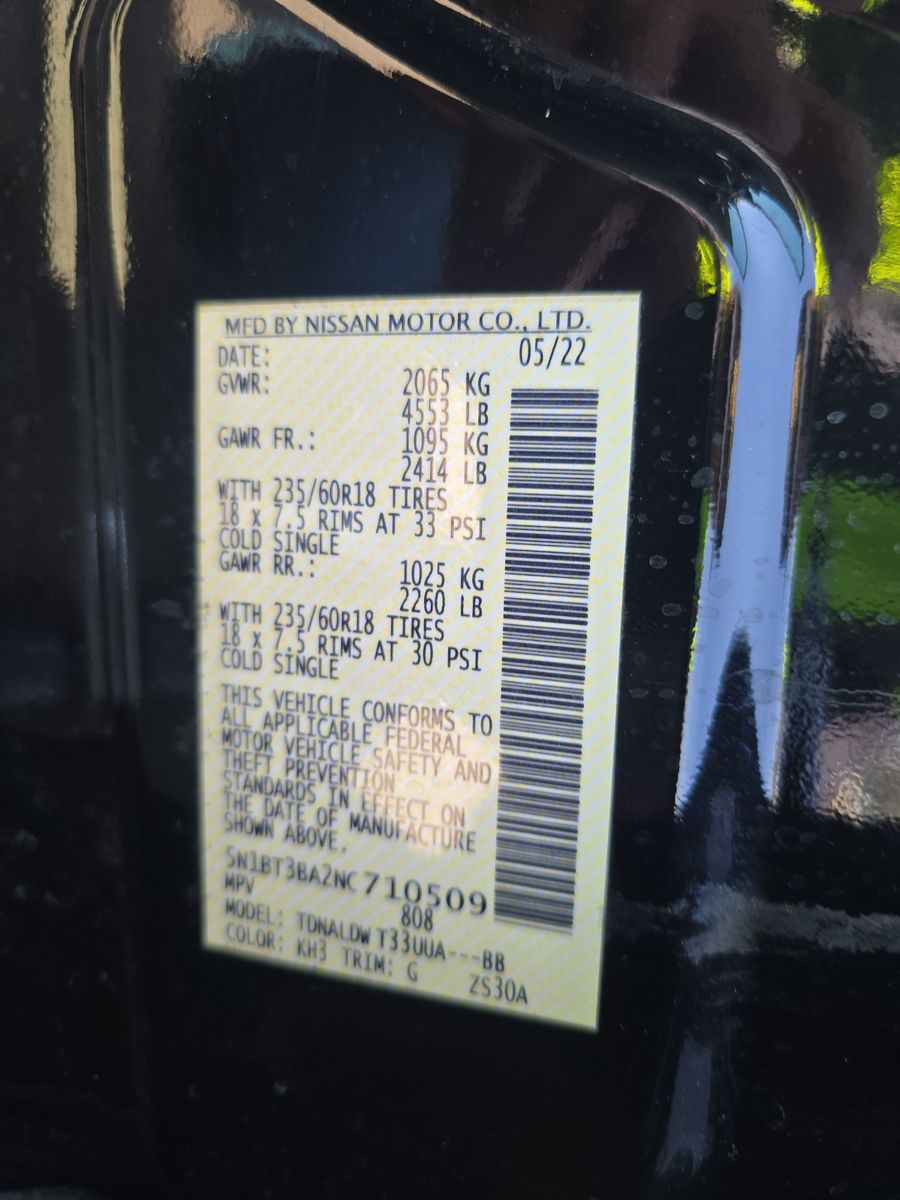 MFD BY NISSAN MOTOR CO., LTD.
DATE: 05/22
GVWR: 2065 KG
4553 LB
GAWR FR.: 1095 KG
2414 LB
WITH 235/60R18 TIRES
18 X 7.5 RIMS AT 33 PSI
COLD SINGLE
GAWR RR.: 1025 KG
2260 LB
WITH 235/60R18 TIRES
18 X 7.5 RIMS AT 30 PSI
COLD SINGLE
THIS VEHICLE CONFORMS TO
ALL APPLICABLE FEDERAL
MOTOR VEHICLE SAFETY AND
THEFT PREVENTION
STANDARDS IN EFFECT ON
THE DATE OF MANUFACTURE
SHOWN ABOVE.
5N1BT3BA2NC710509
MPV 808
MODEL: TDNALDW T33UUA---BB
COLOR: KH3 TRIM: G ZS30A